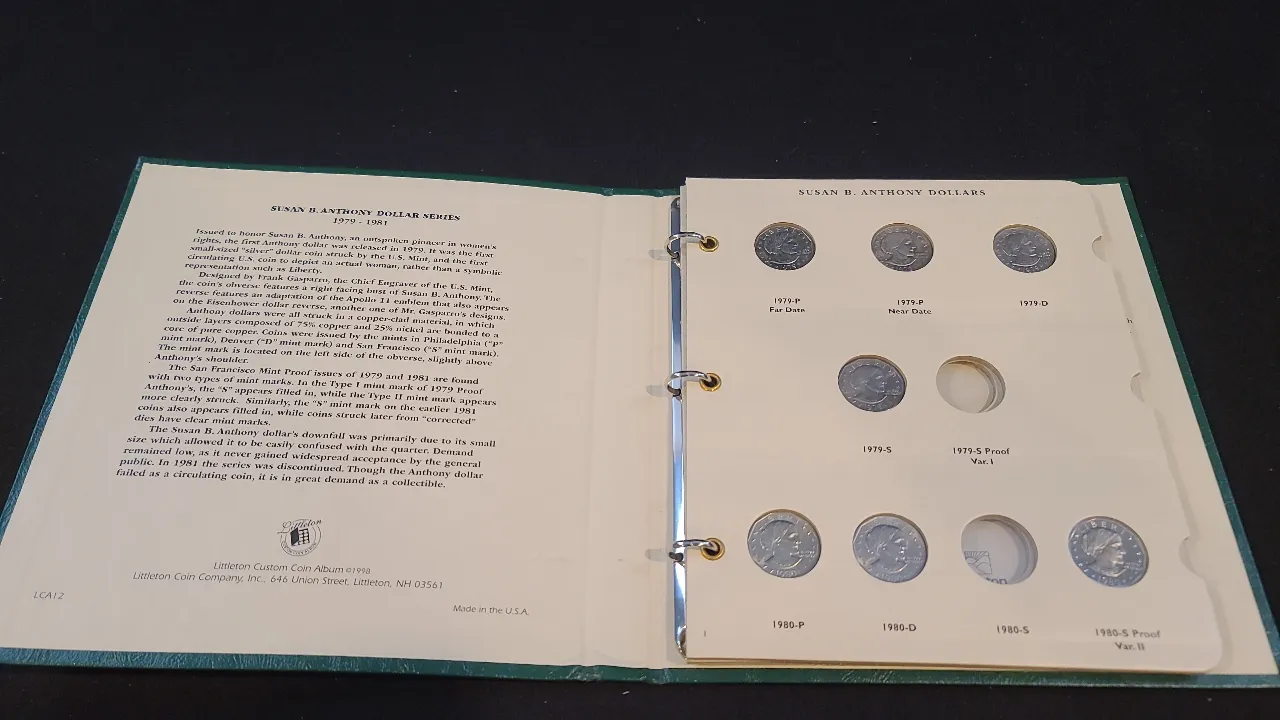 SUSAN B. ANTHONY DOLLAR SERIES
1979 - 1981
Issued to honor Susan B. Anthony, an outspoken pioneer in women's
rights, the first Anthony dollar was released in 1979. It was the first
small-sized "silver" dollar coin struck by the U.S. Mint, and the first
circulating U.S. coin to depict an actual woman, rather than a symbolic
representation such as Liberty.
Designed by Frank Gasparro, the Chief Engraver of the U.S. Mint,
the coin's obverse features a right facing bust of Susan B. Anthony. The
reverse features an adaptation of the Apollo 11 emblem that also appears
on the Eisenhower dollar reverse, another one of Mr. Gasparro's designs.
Anthony dollars were all struck in a copper-clad material, in which
outside layers composed of 75% copper and 25% nickel are bonded to a
core of pure copper. Coins were issued by the mints in Philadelphia ("P"
mint mark), Denver ("D" mint mark) and San Francisco ("S" mint mark).
The mint mark is located on the left side of the obverse, slightly above
Anthony's shoulder.
The San Francisco Mint Proof issues of 1979 and 1981 are found
with two types of mint marks. In the Type I mint mark of 1979 Proof
Anthony's, the "S" appears filled in, while the Type II mint mark appears
more clearly struck. Similarly, the "S" mint mark on the earlier 1981
coins also appears filled in, while coins struck later from "corrected"
dies have clear mint marks.
The Susan B. Anthony dollar's downfall was primarily due to its small
size which allowed it to be easily confused with the quarter. Demand
remained low, as it never gained widespread acceptance by the general
public. In 1981 the series was discontinued. Though the Anthony dollar
failed as a circulating coin, it is in great demand as a collectible.
Littleton
Littleton Custom Coin Album ©1998
Littleton Coin Company, Inc., 646 Union Street, Littleton, NH 03561
LCA12
Made in the U.S.A.
SUSAN B. ANTHONY DOLLARS
1979-P
Far Date
1979-P
Near Date
1979-D
1979-S
1979-S Proof
Var. I
1980-P
1980-D
1980-S
1980-S Proof
Var. II
1